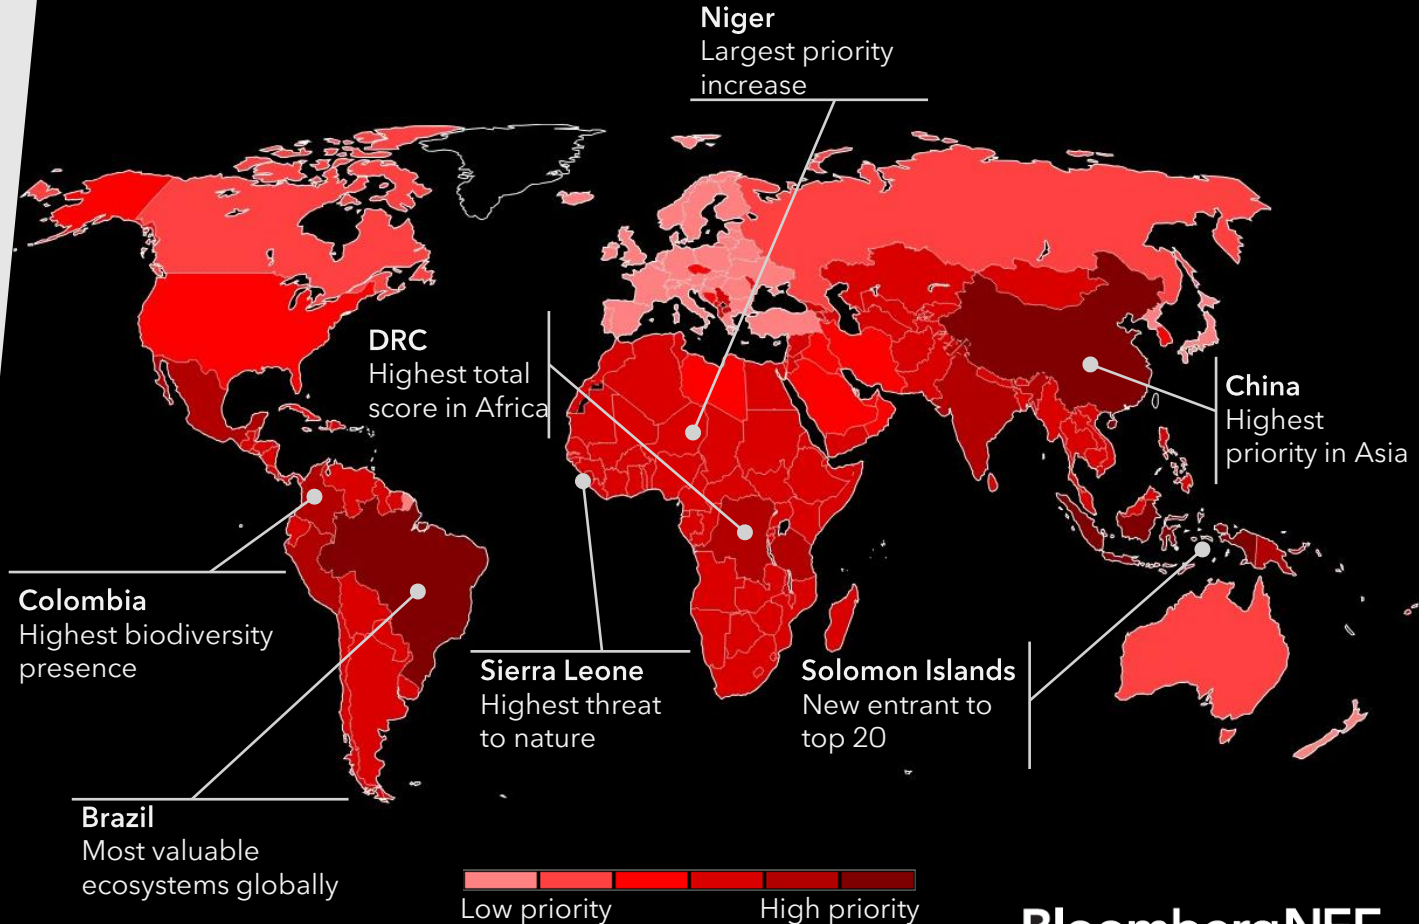 Niger
Largest priority
increase
DRC
Highest total
score in Africa
China
Highest
priority in Asia
Colombia
Highest biodiversity
presence
Sierra Leone
Highest threat
to nature
Solomon Islands
New entrant to
top 20
Brazil
Most valuable
ecosystems globally
Low priority
High priority
BloombergNEF